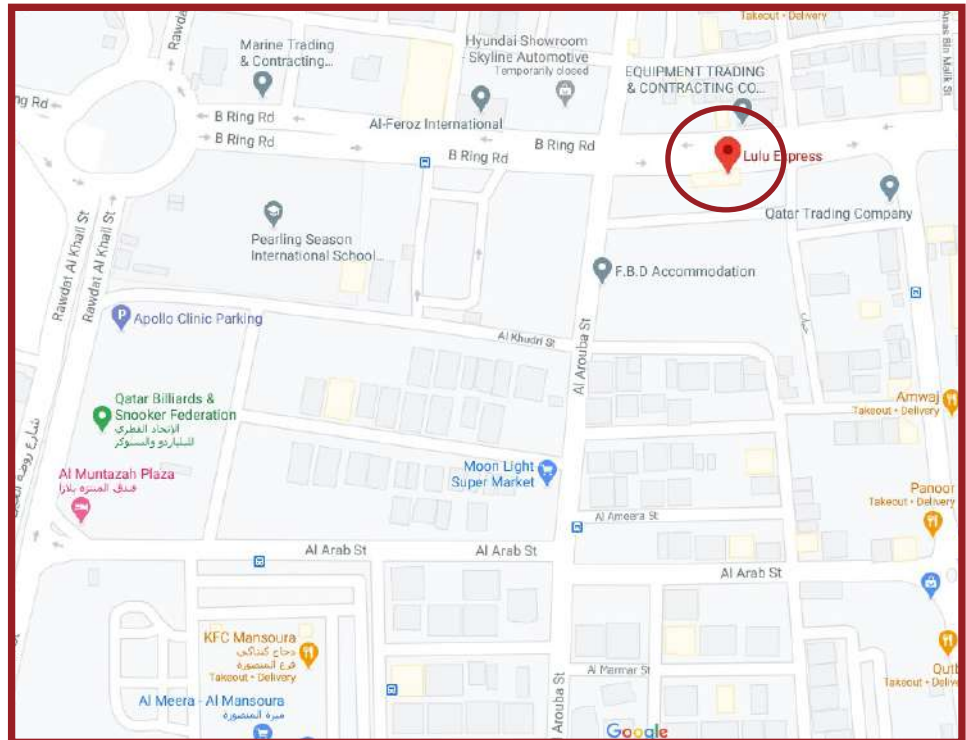 Takeout • Delivery
Marine Trading
& Contracting...
Hyundai Showroom
- Skyline Automotive
Temporarily closed
EQUIPMENT TRADING
& CONTRACTING CO...
Anas Bin Malik St
Rawda
ng Rd
B Ring Rd
B Ring Rd
Al-Feroz International
B Ring Rd
B Ring Rd
Lulu Express
Qatar Trading Company
Pearling Season
International School...
F.B.D Accommodation
Rawdat Al Khail St
Rawdat Al Khail St
Apollo Clinic Parking
Al Khudri St
Al Arouba St
Qatar Billiards &
Snooker Federation
الإتحاد القطري
للبلياردو والسنوكر
Amwaj
Takeout • Delivery
Al Muntazah Plaza
فندق المنتزه بلازا
Moon Light
Super Market
Panoor
Takeout • Delivery
Al Ameera St
Al Arab St
Al Arab St
Al Arab St
KFC Mansoura
دجاج كنتاكي
فرع المنصورة
Takeout • Delivery
Al Marmar St
Qutb
Takeout • Delive
Al Meera - Al Mansoura
ميرة المنصورة
Al Arouba St
Google